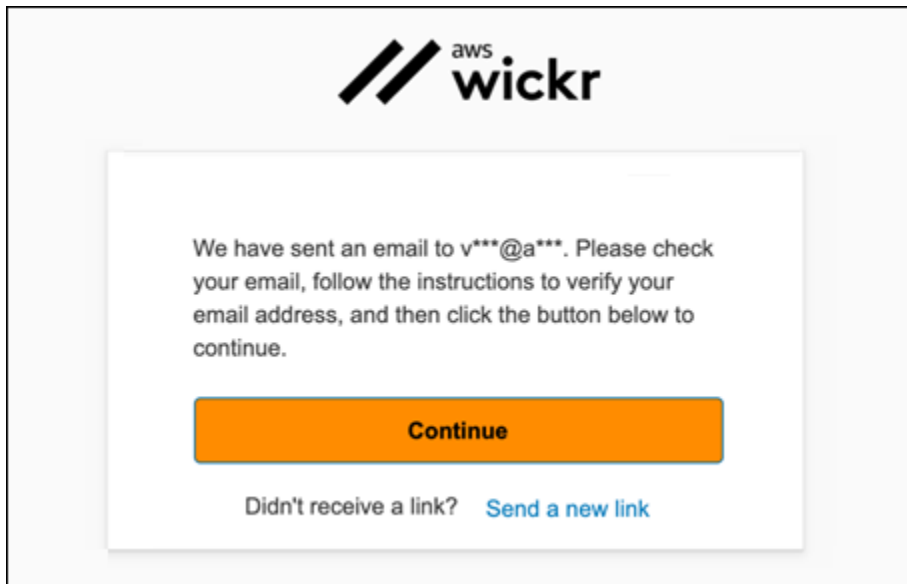 aws
wickr
We have sent an email to v***@a***. Please check
your email, follow the instructions to verify your
email address, and then click the button below to
continue.
Continue
Didn't receive a link? Send a new link